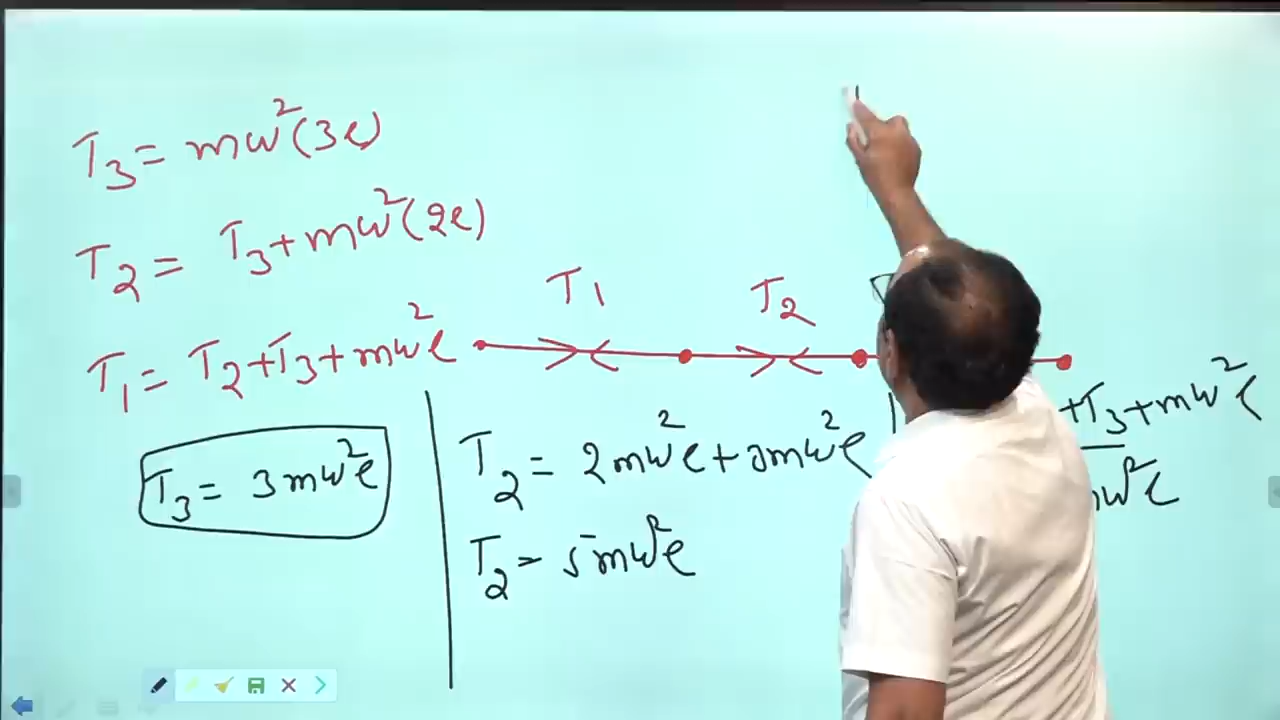 T₃ = mω²(3l)
T₂ = T₃ + mω²(2l)
T₁ = T₂ + T₃ + mω²l
T₁
T₂
T₃ = 3mω²l
T₂ = 2mω²l + 3mω²l
T₂ = 5mω²l
+T₃ + mω²l
mω²l